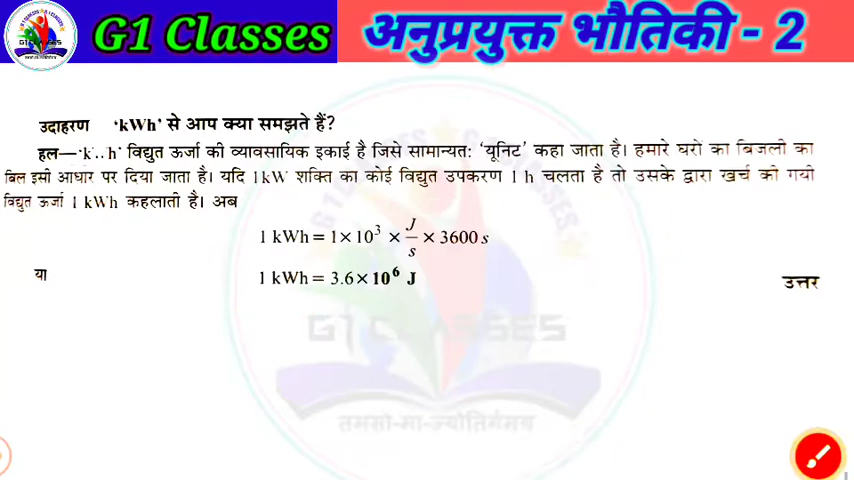 G1 Classes
अनुप्रयुक्त भौतिकी - 2
उदाहरण 'kWh' से आप क्या समझते हैं?
हल—'k..h' विद्युत ऊर्जा की व्यावसायिक इकाई है जिसे सामान्यत: 'यूनिट' कहा जाता है। हमारे घरों का बिजली का
बिल इसी आधार पर दिया जाता है। यदि 1kW शक्ति का कोई विद्युत उपकरण 1 h चलता है तो उसके द्वारा खर्च की गयी
विद्युत ऊर्जा 1 kWh कहलाती है। अब
1 kWh = 1 × 10³ × J/s × 3600 s
या 1 kWh = 3.6 × 10⁶ J उत्तर
G1 CLASSES
तमसो-मा-ज्योतिर्गमय